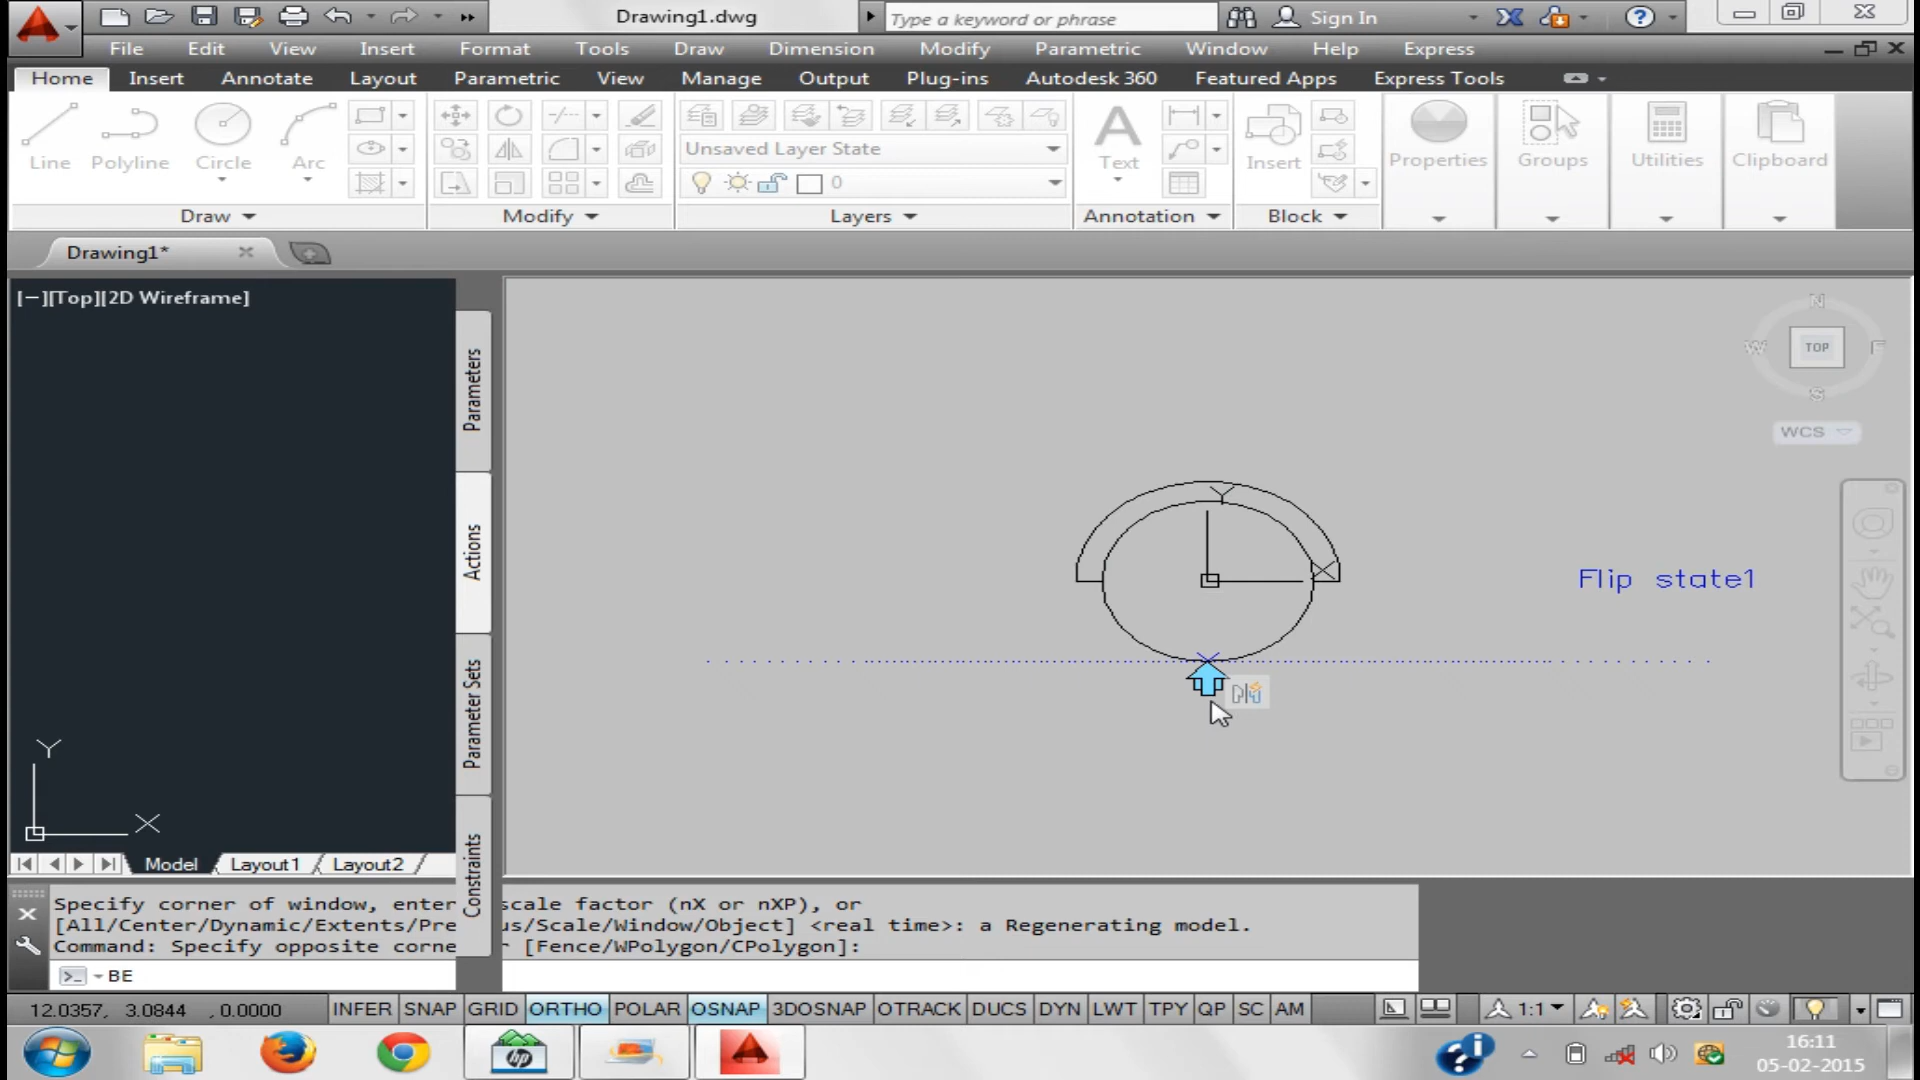 Drawing1.dwg
Type a keyword or phrase
Sign In
File Edit View Insert Format Tools Draw Dimension Modify Parametric Window Help Express
Home Insert Annotate Layout Parametric View Manage Output Plug-ins Autodesk 360 Featured Apps Express Tools
Line Polyline Circle Arc
Unsaved Layer State
0
Text Insert Properties Groups Utilities Clipboard
Draw Modify Layers Annotation Block
Drawing1*
[−][Top][2D Wireframe]
Parameters
Actions
Parameter Sets
Constraints
N
W TOP
S
WCS
Y
X
Flip state1
Y
X
Model Layout1 Layout2
Specify corner of window, enter scale factor (nX or nXP), or
[All/Center/Dynamic/Extents/Pre us/Scale/Window/Object] <real time>: a Regenerating model.
Command: Specify opposite corne r [Fence/WPolygon/CPolygon]:
BE
12.0357, 3.0844 , 0.0000 INFER SNAP GRID ORTHO POLAR OSNAP 3DOSNAP OTRACK DUCS DYN LWT TPY QP SC AM 1:1
hp
16:11
05-02-2015